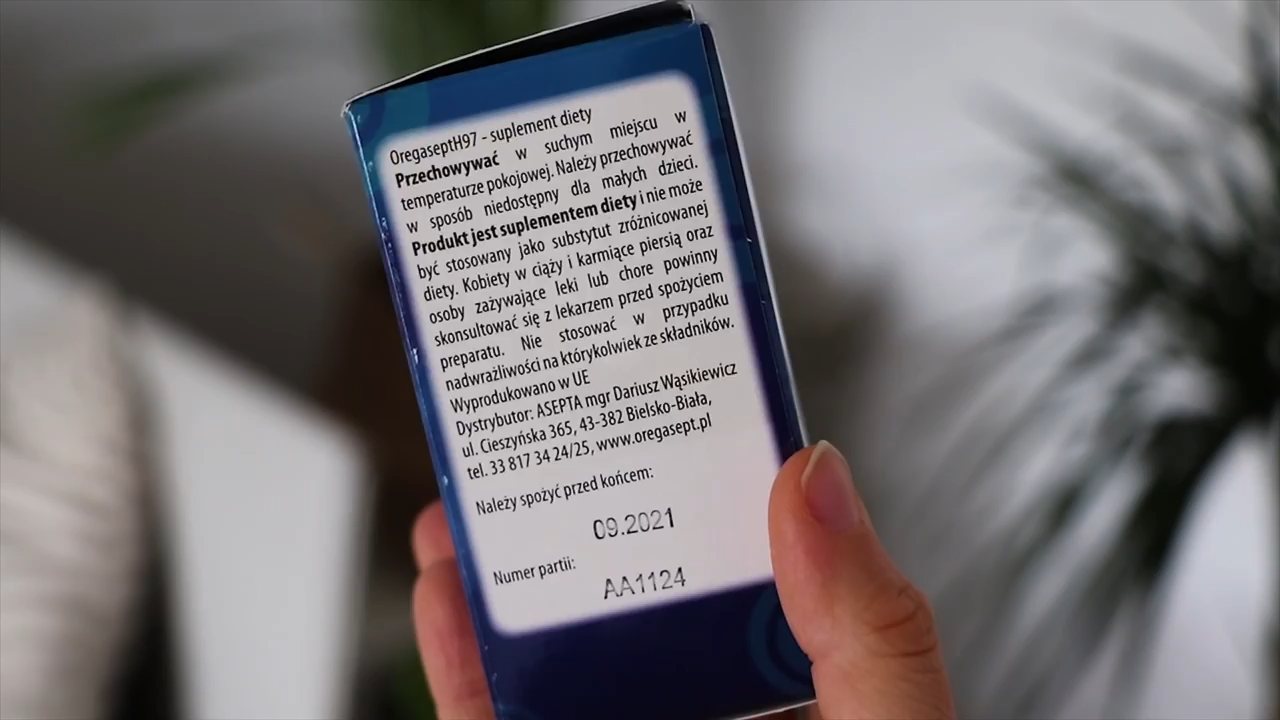 OregaseptH97 - suplement diety
Przechowywać w suchym miejscu w
temperaturze pokojowej. Należy przechowywać
w sposób niedostępny dla małych dzieci.
Produkt jest suplementem diety i nie może
być stosowany jako substytut zróżnicowanej
diety. Kobiety w ciąży i karmiące piersią oraz
osoby zażywające leki lub chore powinny
skonsultować się z lekarzem przed spożyciem
preparatu. Nie stosować w przypadku
nadwrażliwości na którykolwiek ze składników.
Wyprodukowano w UE
Dystrybutor: ASEPTA mgr Dariusz Wąsikiewicz
ul. Cieszyńska 365, 43-382 Bielsko-Biała,
tel. 33 817 34 24/25, www.oregasept.pl
Należy spożyć przed końcem:
09.2021
Numer partii:
AA1124